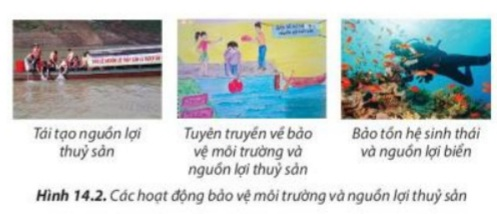 Tái tạo nguồn lợi
thuỷ sản
Tuyên truyền về bảo
vệ môi trường và
nguồn lợi thuỷ sản
Bảo tồn hệ sinh thái
và nguồn lợi biển
Hình 14.2. Các hoạt động bảo vệ môi trường và nguồn lợi thuỷ sản